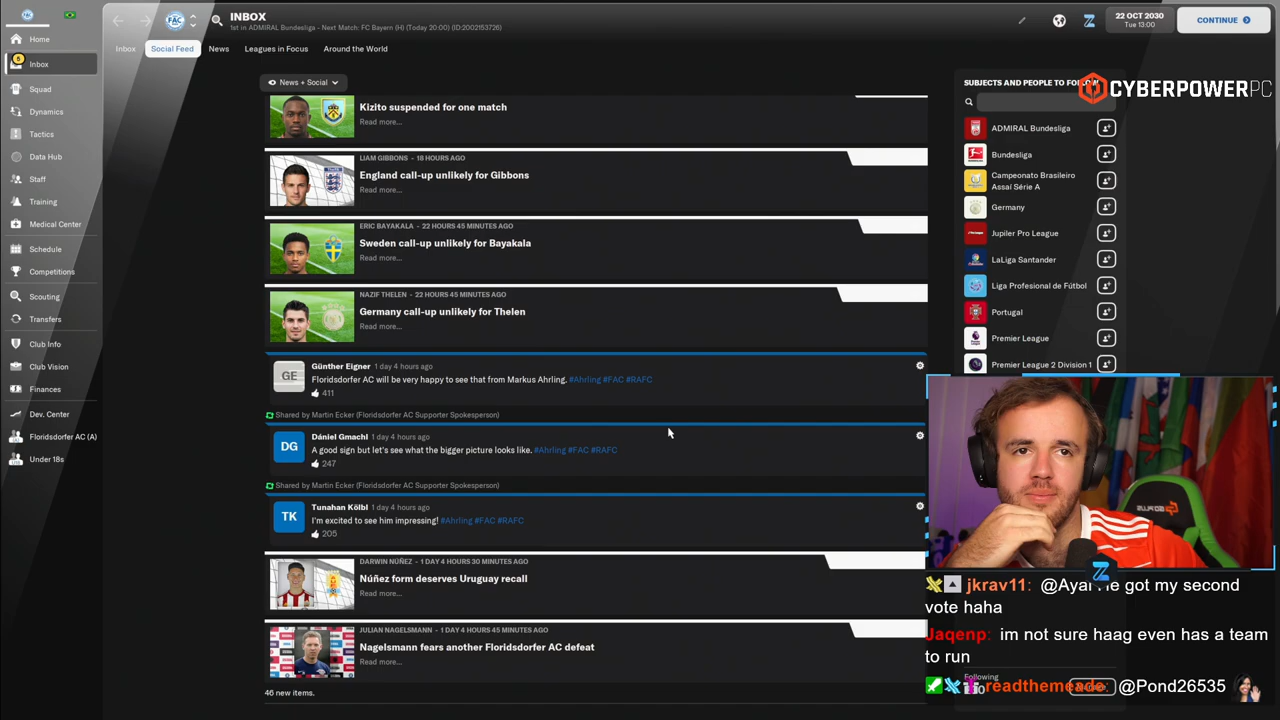 FAC
INBOX
1st in ADMIRAL Bundesliga - Next Match: FC Bayern (H) (Today 20:00) (ID:2002153726)
22 OCT 2030
Tue 13:00
CONTINUE
Inbox
Social Feed
News
Leagues in Focus
Around the World
Home
Inbox
Squad
Dynamics
Tactics
Data Hub
Staff
Training
Medical Center
Schedule
Competitions
Scouting
Transfers
Club Info
Club Vision
Finances
Dev. Center
Floridsdorfer AC (A)
Under 18s
News + Social
Kizito suspended for one match
Read more...
LIAM GIBBONS - 18 HOURS AGO
England call-up unlikely for Gibbons
Read more...
ERIC BAYAKALA - 22 HOURS 45 MINUTES AGO
Sweden call-up unlikely for Bayakala
Read more...
NAZIF THELEN - 22 HOURS 45 MINUTES AGO
Germany call-up unlikely for Thelen
Read more...
GE
Günther Eigner 1 day 4 hours ago
Floridsdorfer AC will be very happy to see that from Markus Ahrling. #Ahrling #FAC #RAFC
411
Shared by Martin Ecker (Floridsdorfer AC Supporter Spokesperson)
DG
Dániel Gmachl 1 day 4 hours ago
A good sign but let's see what the bigger picture looks like. #Ahrling #FAC #RAFC
247
Shared by Martin Ecker (Floridsdorfer AC Supporter Spokesperson)
TK
Tunahan Kölbl 1 day 4 hours ago
I'm excited to see him impressing! #Ahrling #FAC #RAFC
205
DARWIN NÚÑEZ - 1 DAY 4 HOURS 30 MINUTES AGO
Núñez form deserves Uruguay recall
Read more...
JULIAN NAGELSMANN - 1 DAY 4 HOURS 45 MINUTES AGO
Nagelsmann fears another Floridsdorfer AC defeat
Read more...
46 new items.
SUBJECTS AND PEOPLE TO FOLLOW
CYBERPOWERPC
ADMIRAL Bundesliga
Bundesliga
Campeonato Brasileiro
Assaí Série A
Germany
Jupiler Pro League
LaLiga Santander
Liga Profesional de Fútbol
Portugal
Premier League
Premier League 2 Division 1
jkrav11: got my second
vote haha
Jaqenp: im not sure haag even has a team
to run
Following
readthemeade: @Pond26535